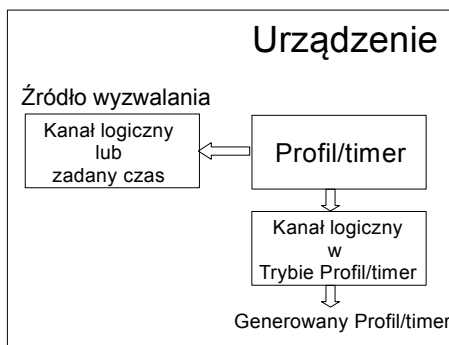 Urządzenie
Źródło wyzwalania
Kanał logiczny
lub
zadany czas
Profil/timer
Kanał logiczny
w
Trybie Profil/timer
Generowany Profil/timer